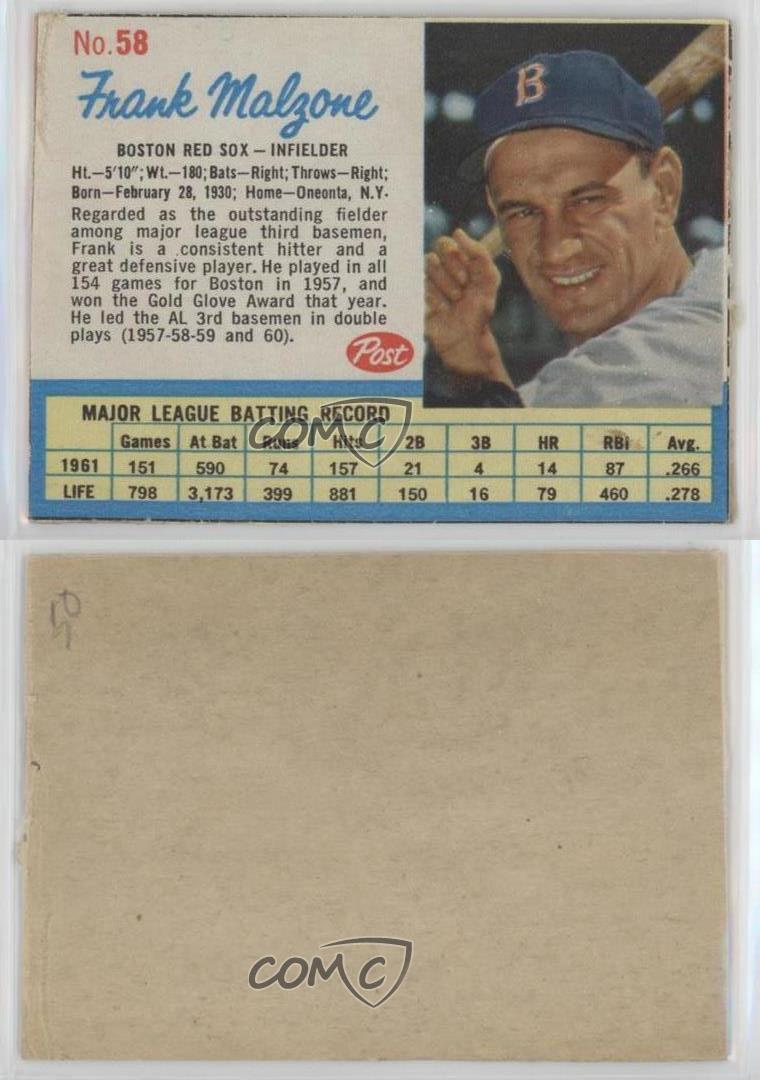 No.58
Frank Malzone
B
BOSTON RED SOX — INFIELDER
Ht.—5'10"; Wt.—180; Bats—Right; Throws—Right;
Born—February 28, 1930; Home—Oneonta, N.Y.
Regarded as the outstanding fielder
among major league third basemen,
Frank is a consistent hitter and a
great defensive player. He played in all
154 games for Boston in 1957, and
won the Gold Glove Award that year.
He led the AL 3rd basemen in double
plays (1957-58-59 and 60).
Post
MAJOR LEAGUE BATTING RECORD
Games At Bat Runs Hits 2B 3B HR RBI Avg.
1961 151 590 74 157 21 4 14 87 .266
LIFE 798 3,173 399 881 150 16 79 460 .278
COMC
COMC